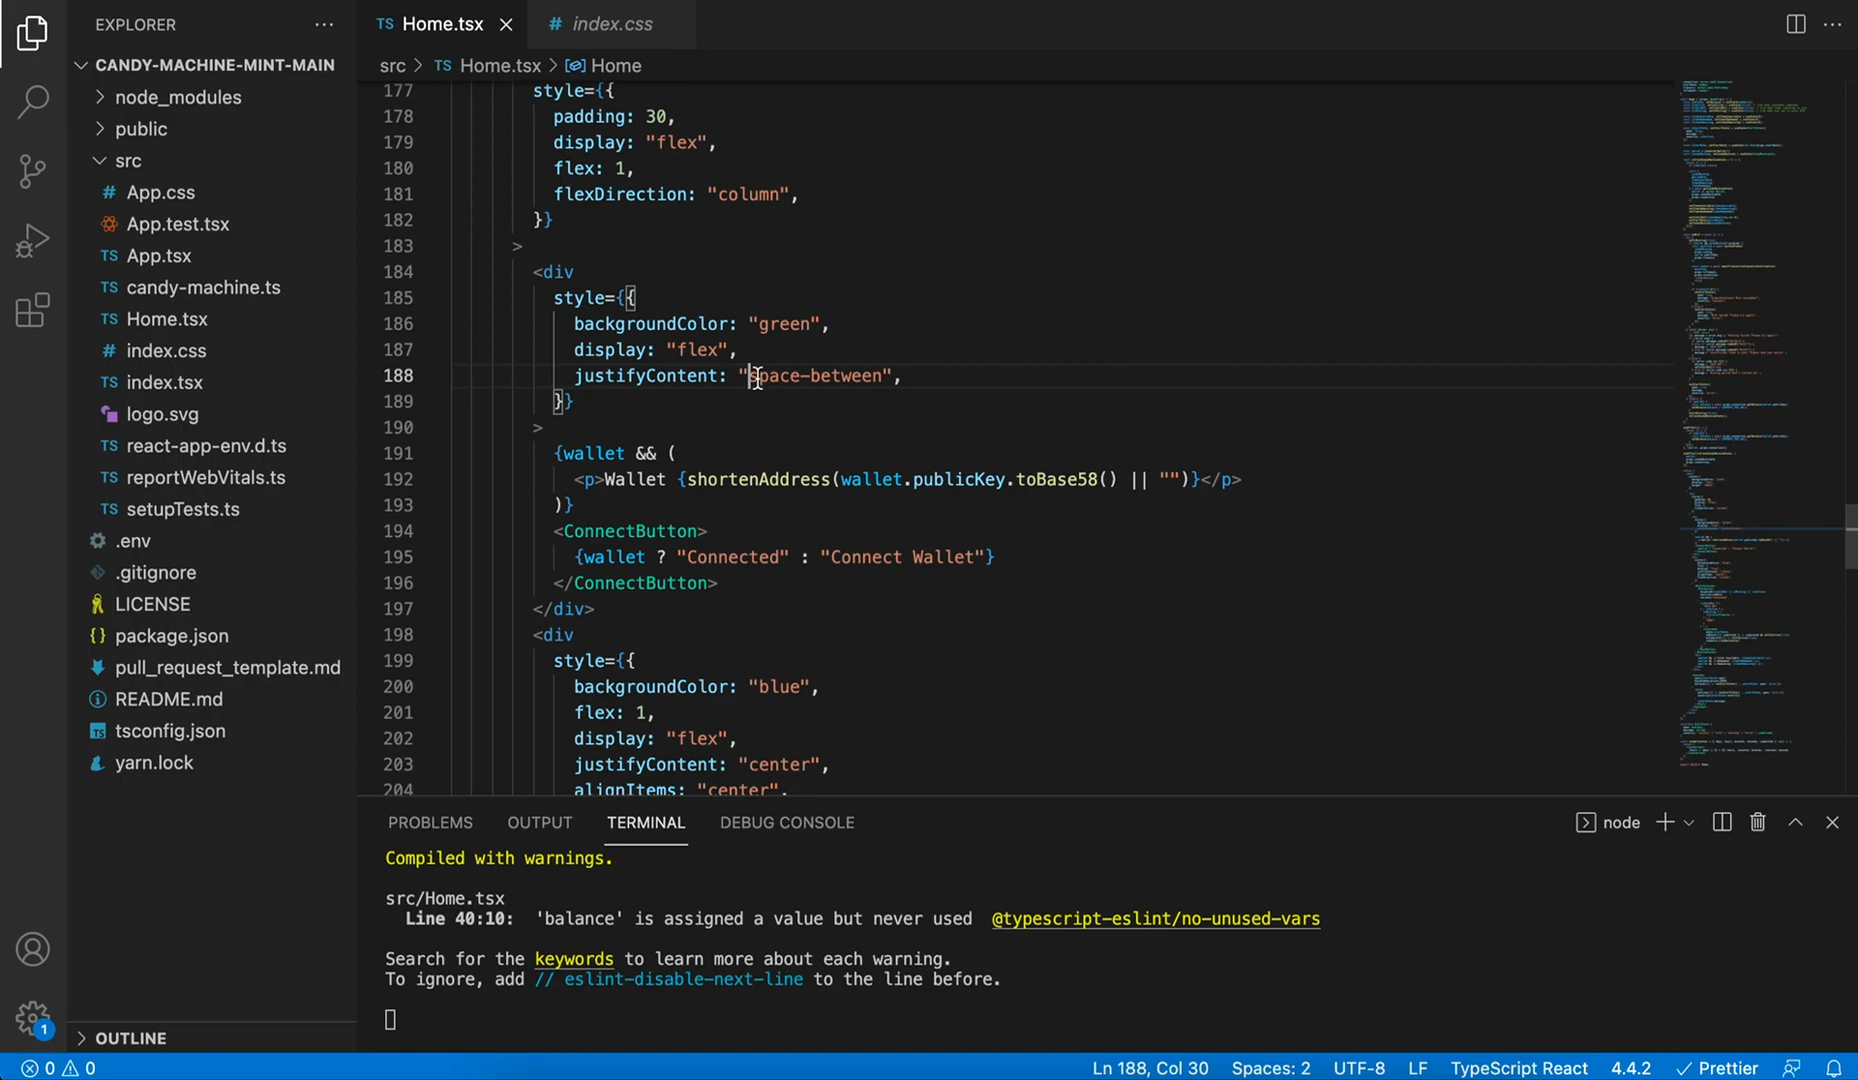 EXPLORER
Home.tsx
index.css
CANDY-MACHINE-MINT-MAIN
node_modules
public
src
App.css
App.test.tsx
App.tsx
candy-machine.ts
Home.tsx
index.css
index.tsx
logo.svg
react-app-env.d.ts
reportWebVitals.ts
setupTests.ts
.env
.gitignore
LICENSE
package.json
pull_request_template.md
README.md
tsconfig.json
yarn.lock
OUTLINE
src > TS Home.tsx > Home
177 style={{
178 padding: 30,
179 display: "flex",
180 flex: 1,
181 flexDirection: "column",
182 }}
183 >
184 <div
185 style={{
186 backgroundColor: "green",
187 display: "flex",
188 justifyContent: "space-between",
189 }}
190 >
191 {wallet && (
192 <p>Wallet {shortenAddress(wallet.publicKey.toBase58() || "")}</p>
193 )}
194 <ConnectButton>
195 {wallet ? "Connected" : "Connect Wallet"}
196 </ConnectButton>
197 </div>
198 <div
199 style={{
200 backgroundColor: "blue",
201 flex: 1,
202 display: "flex",
203 justifyContent: "center",
204 alignItems: "center",
PROBLEMS OUTPUT TERMINAL DEBUG CONSOLE
node
Compiled with warnings.
src/Home.tsx
Line 40:10: 'balance' is assigned a value but never used @typescript-eslint/no-unused-vars
Search for the keywords to learn more about each warning.
To ignore, add // eslint-disable-next-line to the line before.
1
0 0
Ln 188, Col 30 Spaces: 2 UTF-8 LF TypeScript React 4.4.2 Prettier